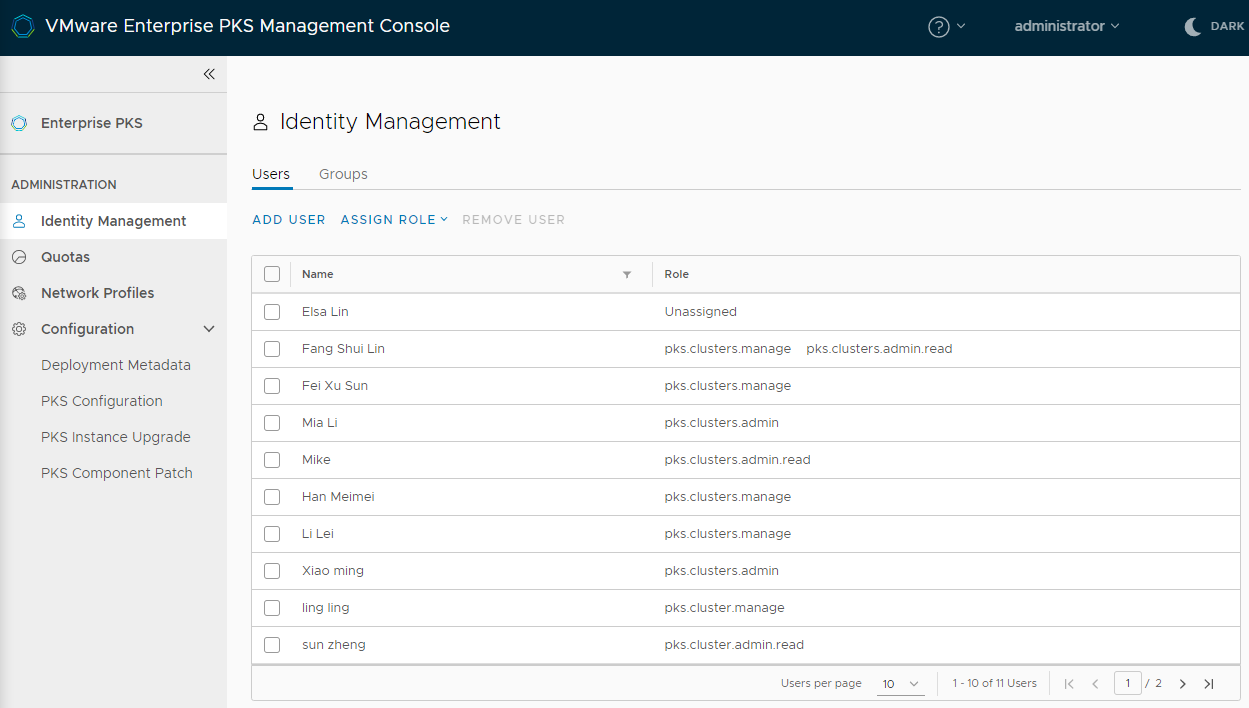 VMware Enterprise PKS Management Console
? administrator DARK
Enterprise PKS
ADMINISTRATION
Identity Management
Quotas
Network Profiles
Configuration
Deployment Metadata
PKS Configuration
PKS Instance Upgrade
PKS Component Patch
Identity Management
Users Groups
ADD USER ASSIGN ROLE REMOVE USER
Name Role
Elsa Lin Unassigned
Fang Shui Lin pks.clusters.manage pks.clusters.admin.read
Fei Xu Sun pks.clusters.manage
Mia Li pks.clusters.admin
Mike pks.clusters.admin.read
Han Meimei pks.clusters.manage
Li Lei pks.clusters.manage
Xiao ming pks.clusters.admin
ling ling pks.cluster.manage
sun zheng pks.cluster.admin.read
Users per page 10 1 - 10 of 11 Users 1 / 2